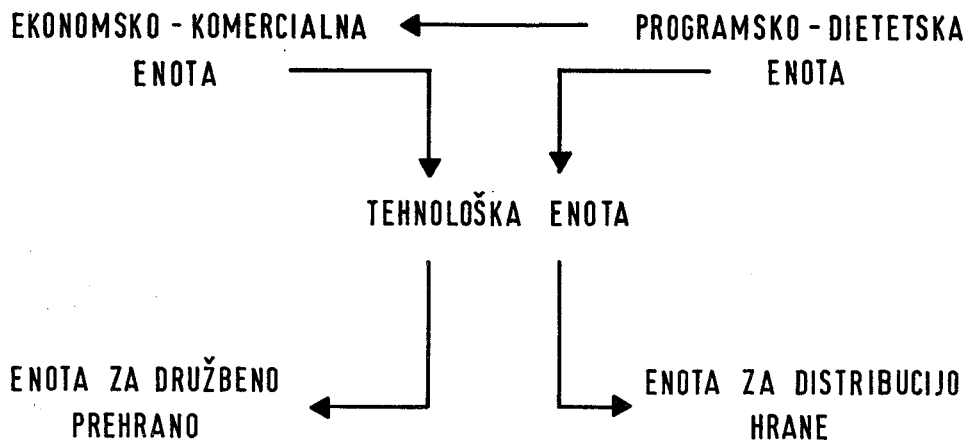 EKONOMSKO - KOMERCIALNA
ENOTA
PROGRAMSKO - DIETETSKA
ENOTA
TEHNOLOŠKA ENOTA
ENOTA ZA DRUŽBENO
PREHRANO
ENOTA ZA DISTRIBUCIJO
HRANE